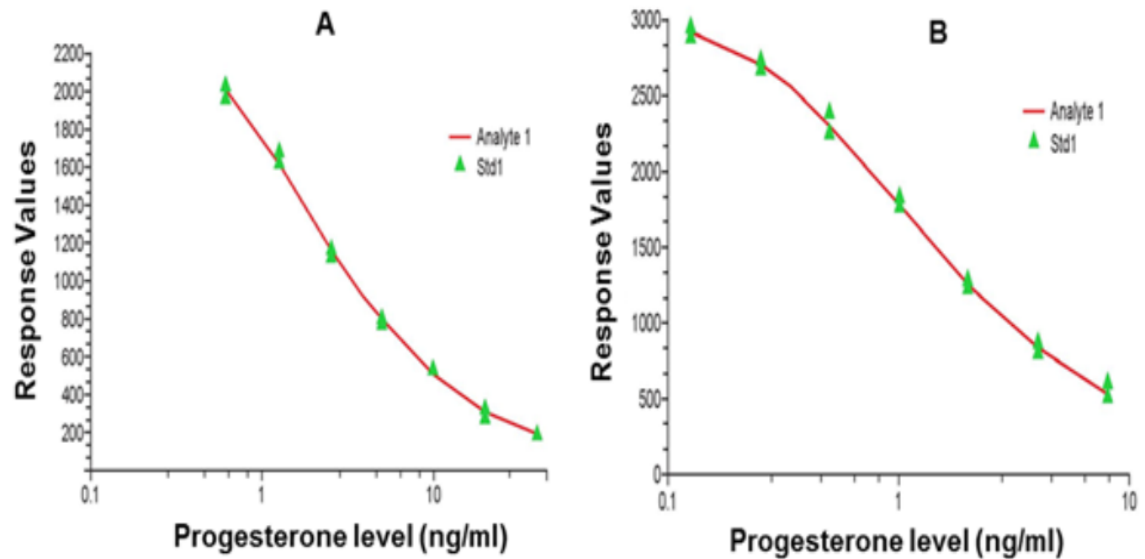 A
2200
2000
1800
1600
1400
1200
1000
800
600
400
200
0.1 1 10
Response Values
Progesterone level (ng/ml)
Analyte 1
Std1
B
3000
2500
2000
1500
1000
500
0
0.1 1 10
Response Values
Progesterone level (ng/ml)
Analyte 1
Std1